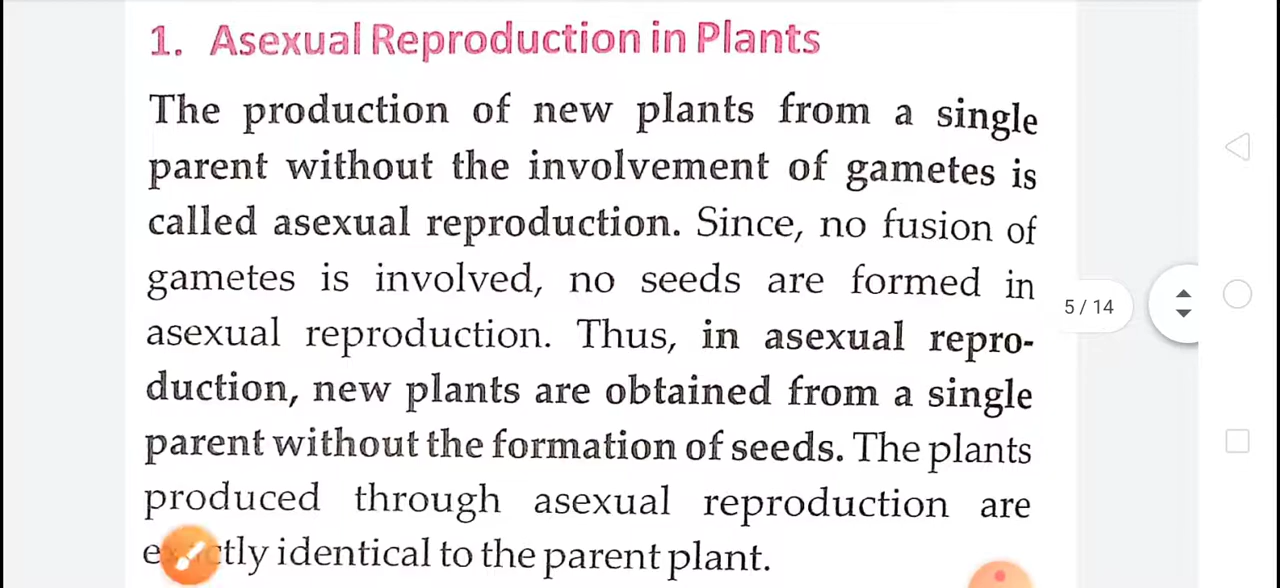 1. Asexual Reproduction in Plants
The production of new plants from a single
parent without the involvement of gametes is
called asexual reproduction. Since, no fusion of
gametes is involved, no seeds are formed in
asexual reproduction. Thus, in asexual repro-
duction, new plants are obtained from a single
parent without the formation of seeds. The plants
produced through asexual reproduction are
identical to the parent plant.
5 / 14